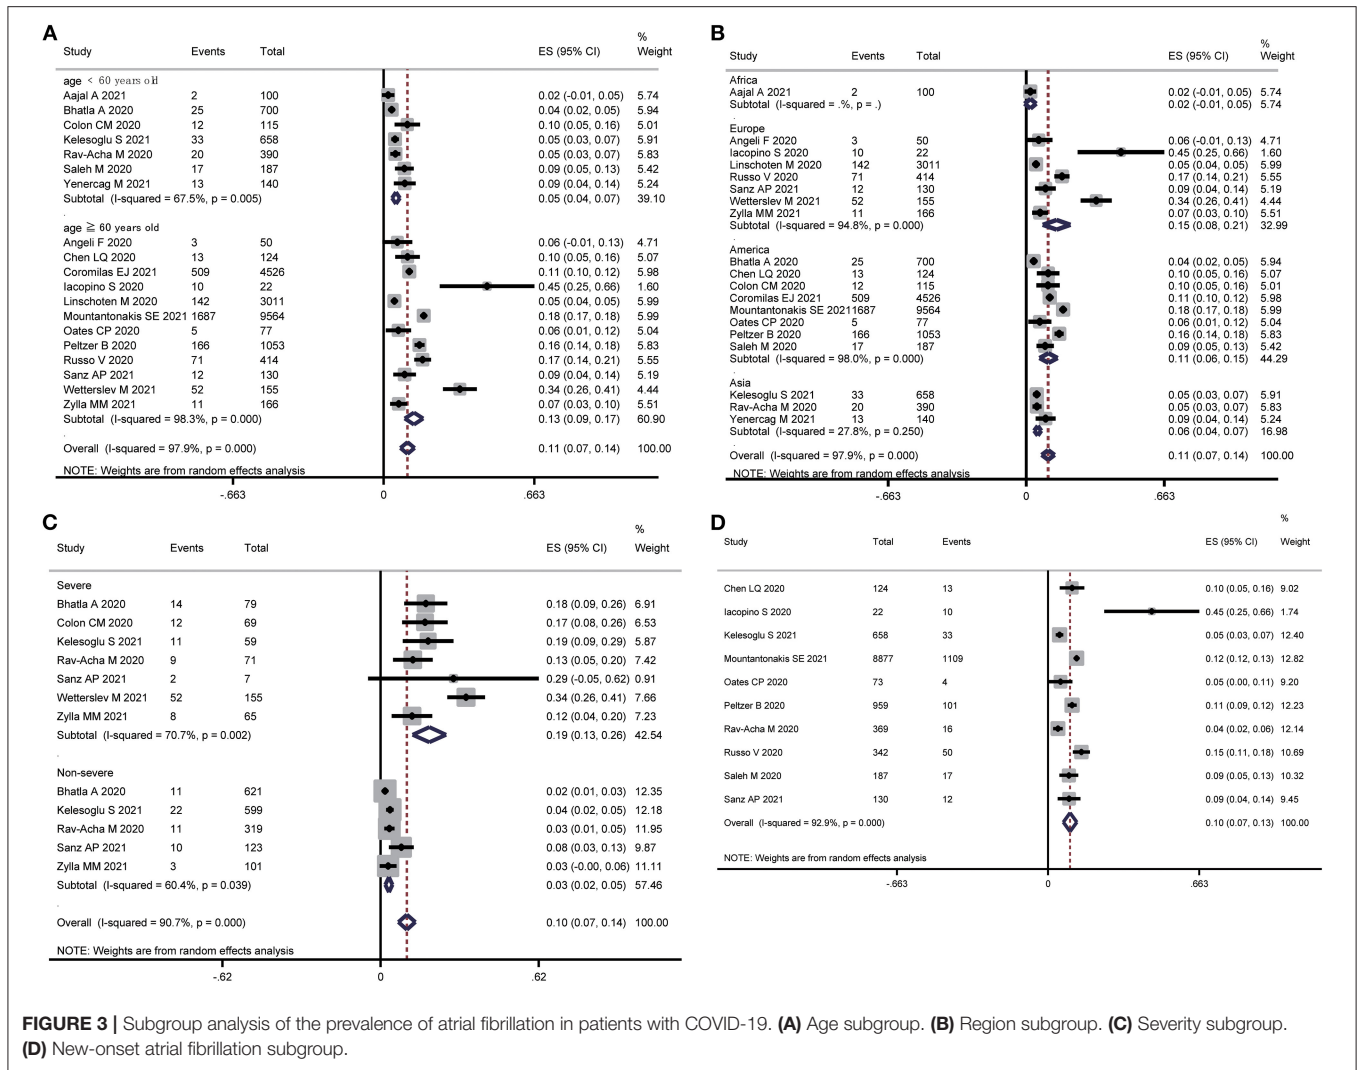 A
%
Study Events Total ES (95% CI) Weight
age < 60 years old
Aajal A 2021 2 100 0.02 (-0.01, 0.05) 5.74
Bhatla A 2020 25 700 0.04 (0.02, 0.05) 5.94
Colon CM 2020 12 115 0.10 (0.05, 0.16) 5.01
Kelesoglu S 2021 33 658 0.05 (0.03, 0.07) 5.91
Rav-Acha M 2020 20 390 0.05 (0.03, 0.07) 5.83
Saleh M 2020 17 187 0.09 (0.05, 0.13) 5.42
Yenercag M 2021 13 140 0.09 (0.04, 0.14) 5.24
Subtotal (I-squared = 67.5%, p = 0.005) 0.05 (0.04, 0.07) 39.10
.
age ≧ 60 years old
Angeli F 2020 3 50 0.06 (-0.01, 0.13) 4.71
Chen LQ 2020 13 124 0.10 (0.05, 0.16) 5.07
Coromilas EJ 2021 509 4526 0.11 (0.10, 0.12) 5.98
Iacopino S 2020 10 22 0.45 (0.25, 0.66) 1.60
Linschoten M 2020 142 3011 0.05 (0.04, 0.05) 5.99
Mountantonakis SE 2021 1687 9564 0.18 (0.17, 0.18) 5.99
Oates CP 2020 5 77 0.06 (0.01, 0.12) 5.04
Peltzer B 2020 166 1053 0.16 (0.14, 0.18) 5.83
Russo V 2020 71 414 0.17 (0.14, 0.21) 5.55
Sanz AP 2021 12 130 0.09 (0.04, 0.14) 5.19
Wetterslev M 2021 52 155 0.34 (0.26, 0.41) 4.44
Zylla MM 2021 11 166 0.07 (0.03, 0.10) 5.51
Subtotal (I-squared = 98.3%, p = 0.000) 0.13 (0.09, 0.17) 60.90
.
Overall (I-squared = 97.9%, p = 0.000) 0.11 (0.07, 0.14) 100.00
NOTE: Weights are from random effects analysis
-.663 0 .663
B
%
Study Events Total ES (95% CI) Weight
Africa
Aajal A 2021 2 100 0.02 (-0.01, 0.05) 5.74
Subtotal (I-squared = .%, p = .) 0.02 (-0.01, 0.05) 5.74
.
Europe
Angeli F 2020 3 50 0.06 (-0.01, 0.13) 4.71
Iacopino S 2020 10 22 0.45 (0.25, 0.66) 1.60
Linschoten M 2020 142 3011 0.05 (0.04, 0.05) 5.99
Russo V 2020 71 414 0.17 (0.14, 0.21) 5.55
Sanz AP 2021 12 130 0.09 (0.04, 0.14) 5.19
Wetterslev M 2021 52 155 0.34 (0.26, 0.41) 4.44
Zylla MM 2021 11 166 0.07 (0.03, 0.10) 5.51
Subtotal (I-squared = 94.8%, p = 0.000) 0.15 (0.08, 0.21) 32.99
.
America
Bhatla A 2020 25 700 0.04 (0.02, 0.05) 5.94
Chen LQ 2020 13 124 0.10 (0.05, 0.16) 5.07
Colon CM 2020 12 115 0.10 (0.05, 0.16) 5.01
Coromilas EJ 2021 509 4526 0.11 (0.10, 0.12) 5.98
Mountantonakis SE 2021 1687 9564 0.18 (0.17, 0.18) 5.99
Oates CP 2020 5 77 0.06 (0.01, 0.12) 5.04
Peltzer B 2020 166 1053 0.16 (0.14, 0.18) 5.83
Saleh M 2020 17 187 0.09 (0.05, 0.13) 5.42
Subtotal (I-squared = 98.0%, p = 0.000) 0.11 (0.06, 0.15) 44.29
.
Asia
Kelesoglu S 2021 33 658 0.05 (0.03, 0.07) 5.91
Rav-Acha M 2020 20 390 0.05 (0.03, 0.07) 5.83
Yenercag M 2021 13 140 0.09 (0.04, 0.14) 5.24
Subtotal (I-squared = 27.8%, p = 0.250) 0.06 (0.04, 0.07) 16.98
.
Overall (I-squared = 97.9%, p = 0.000) 0.11 (0.07, 0.14) 100.00
NOTE: Weights are from random effects analysis
-.663 0 .663
C
%
Study Events Total ES (95% CI) Weight
Severe
Bhatla A 2020 14 79 0.18 (0.09, 0.26) 6.91
Colon CM 2020 12 69 0.17 (0.08, 0.26) 6.53
Kelesoglu S 2021 11 59 0.19 (0.09, 0.29) 5.87
Rav-Acha M 2020 9 71 0.13 (0.05, 0.20) 7.42
Sanz AP 2021 2 7 0.29 (-0.05, 0.62) 0.91
Wetterslev M 2021 52 155 0.34 (0.26, 0.41) 7.66
Zylla MM 2021 8 65 0.12 (0.04, 0.20) 7.23
Subtotal (I-squared = 70.7%, p = 0.002) 0.19 (0.13, 0.26) 42.54
.
Non-severe
Bhatla A 2020 11 621 0.02 (0.01, 0.03) 12.35
Kelesoglu S 2021 22 599 0.04 (0.02, 0.05) 12.18
Rav-Acha M 2020 11 319 0.03 (0.01, 0.05) 11.95
Sanz AP 2021 10 123 0.08 (0.03, 0.13) 9.87
Zylla MM 2021 3 101 0.03 (-0.00, 0.06) 11.11
Subtotal (I-squared = 60.4%, p = 0.039) 0.03 (0.02, 0.05) 57.46
.
Overall (I-squared = 90.7%, p = 0.000) 0.10 (0.07, 0.14) 100.00
NOTE: Weights are from random effects analysis
-.62 0 .62
D
%
Study Total Events ES (95% CI) Weight
Chen LQ 2020 124 13 0.10 (0.05, 0.16) 9.02
Iacopino S 2020 22 10 0.45 (0.25, 0.66) 1.74
Kelesoglu S 2021 658 33 0.05 (0.03, 0.07) 12.40
Mountantonakis SE 2021 8877 1109 0.12 (0.12, 0.13) 12.82
Oates CP 2020 73 4 0.05 (0.00, 0.11) 9.20
Peltzer B 2020 959 101 0.11 (0.09, 0.12) 12.23
Rav-Acha M 2020 369 16 0.04 (0.02, 0.06) 12.14
Russo V 2020 342 50 0.15 (0.11, 0.18) 10.69
Saleh M 2020 187 17 0.09 (0.05, 0.13) 10.32
Sanz AP 2021 130 12 0.09 (0.04, 0.14) 9.45
Overall (I-squared = 92.9%, p = 0.000) 0.10 (0.07, 0.13) 100.00
NOTE: Weights are from random effects analysis
-.663 0 .663
FIGURE 3 | Subgroup analysis of the prevalence of atrial fibrillation in patients with COVID-19. (A) Age subgroup. (B) Region subgroup. (C) Severity subgroup.
(D) New-onset atrial fibrillation subgroup.